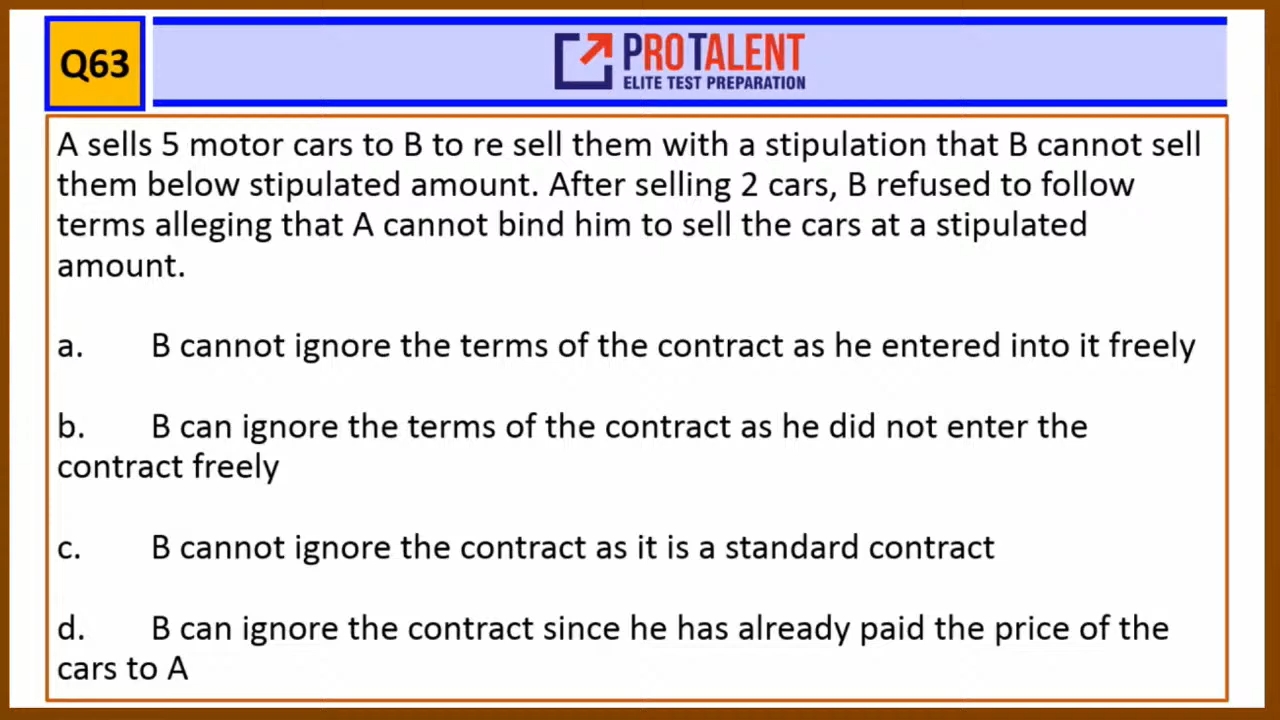 Q63
PROTALENT
ELITE TEST PREPARATION
A sells 5 motor cars to B to re sell them with a stipulation that B cannot sell
them below stipulated amount. After selling 2 cars, B refused to follow
terms alleging that A cannot bind him to sell the cars at a stipulated
amount.
a. B cannot ignore the terms of the contract as he entered into it freely
b. B can ignore the terms of the contract as he did not enter the
contract freely
c. B cannot ignore the contract as it is a standard contract
d. B can ignore the contract since he has already paid the price of the
cars to A